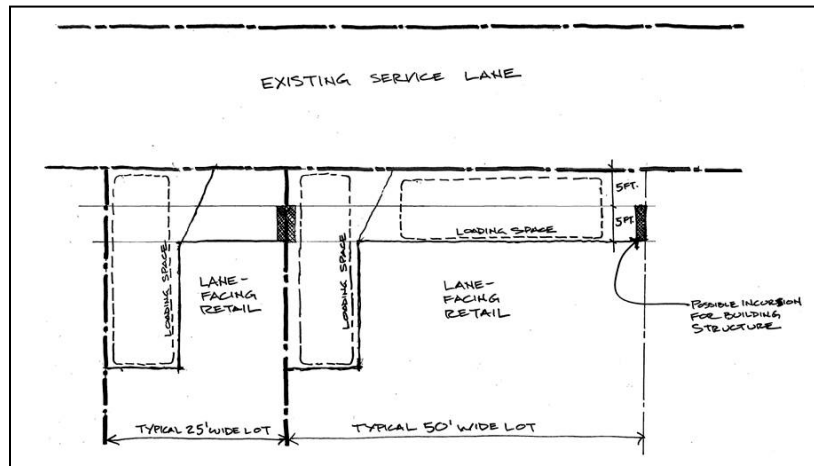 EXISTING SERVICE LANE
5FT.
5FT.
LOADING SPACE
LOADING SPACE
LOADING SPACE
LANE-
FACING
RETAIL
LANE-
FACING
RETAIL
POSSIBLE INCURSION
FOR BUILDING
STRUCTURE
TYPICAL 25' WIDE LOT
TYPICAL 50' WIDE LOT